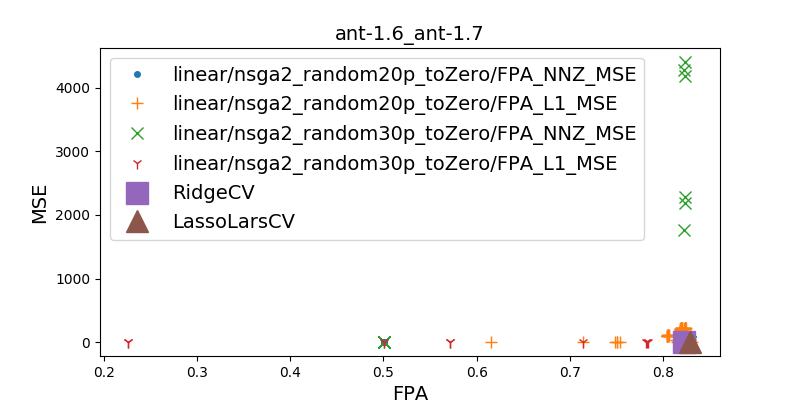 ant-1.6_ant-1.7
linear/nsga2_random20p_toZero/FPA_NNZ_MSE
linear/nsga2_random20p_toZero/FPA_L1_MSE
linear/nsga2_random30p_toZero/FPA_NNZ_MSE
linear/nsga2_random30p_toZero/FPA_L1_MSE
RidgeCV
LassoLarsCV
MSE
4000
3000
2000
1000
0
0.2 0.3 0.4 0.5 0.6 0.7 0.8
FPA